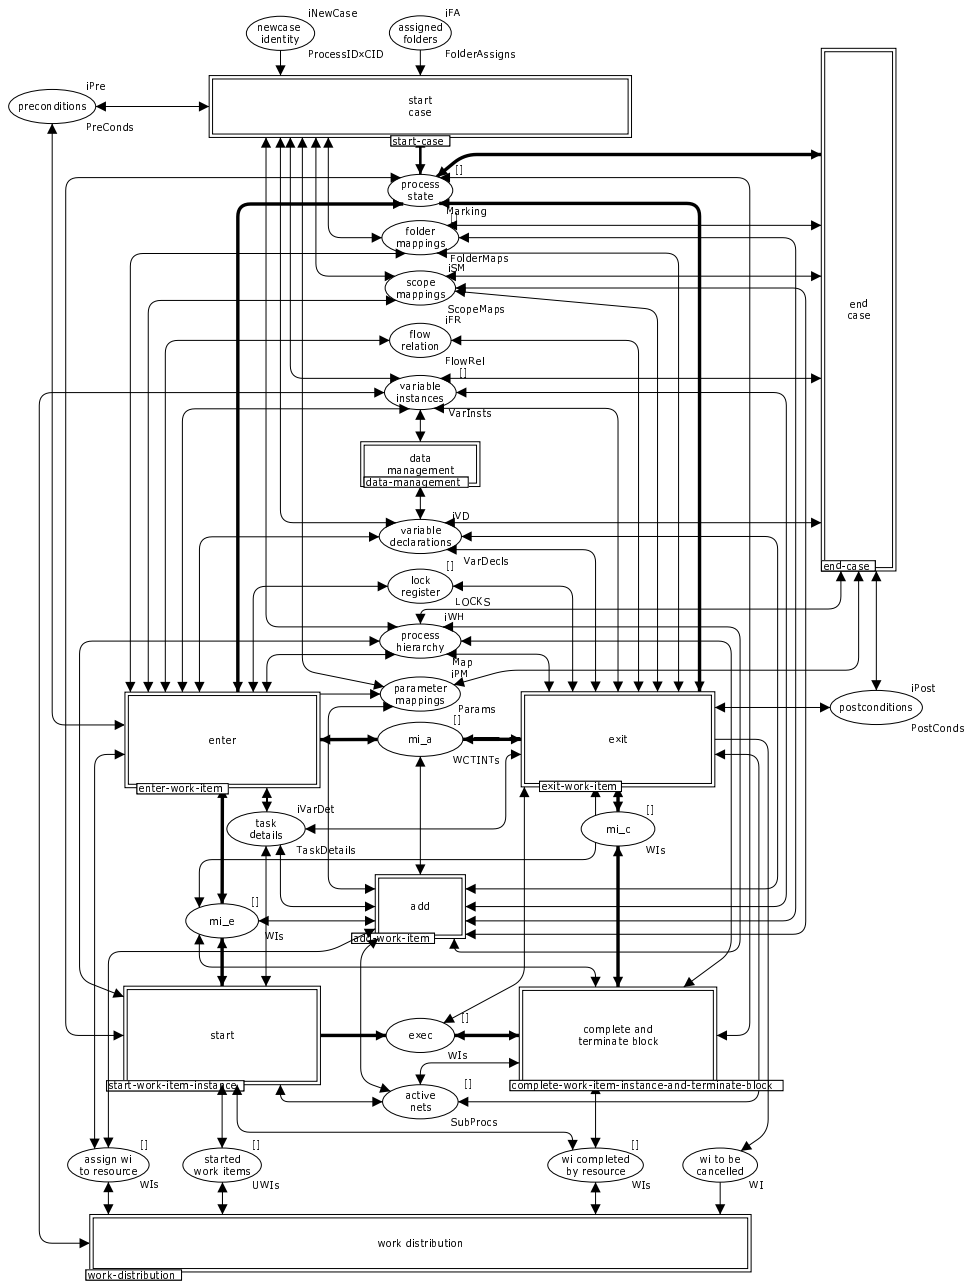 iNewCase
iFA
newcase
identity
assigned
folders
ProcessIDxCID
FolderAssigns
iPre
preconditions
PreConds
start
case
start-case
[]
process
state
Marking
[]
folder
mappings
FolderMaps
iSM
scope
mappings
ScopeMaps
iFR
flow
relation
FlowRel
[]
variable
instances
VarInsts
data
management
data-management
iVD
variable
declarations
VarDecls
[]
lock
register
LOCKS
iWH
process
hierarchy
Map
iPM
parameter
mappings
Params
end
case
end-case
iPost
postconditions
PostConds
enter
enter-work-item
[]
mi_a
WCTINTs
exit
exit-work-item
iVarDet
task
details
TaskDetails
[]
mi_c
WIs
add
add-work-item
[]
mi_e
WIs
start
start-work-item-instance
[]
exec
WIs
complete and
terminate block
complete-work-item-instance-and-terminate-block
[]
active
nets
SubProcs
[]
assign wi
to resource
WIs
[]
started
work items
UWIs
[]
wi completed
by resource
WIs
wi to be
cancelled
WI
work distribution
work-distribution